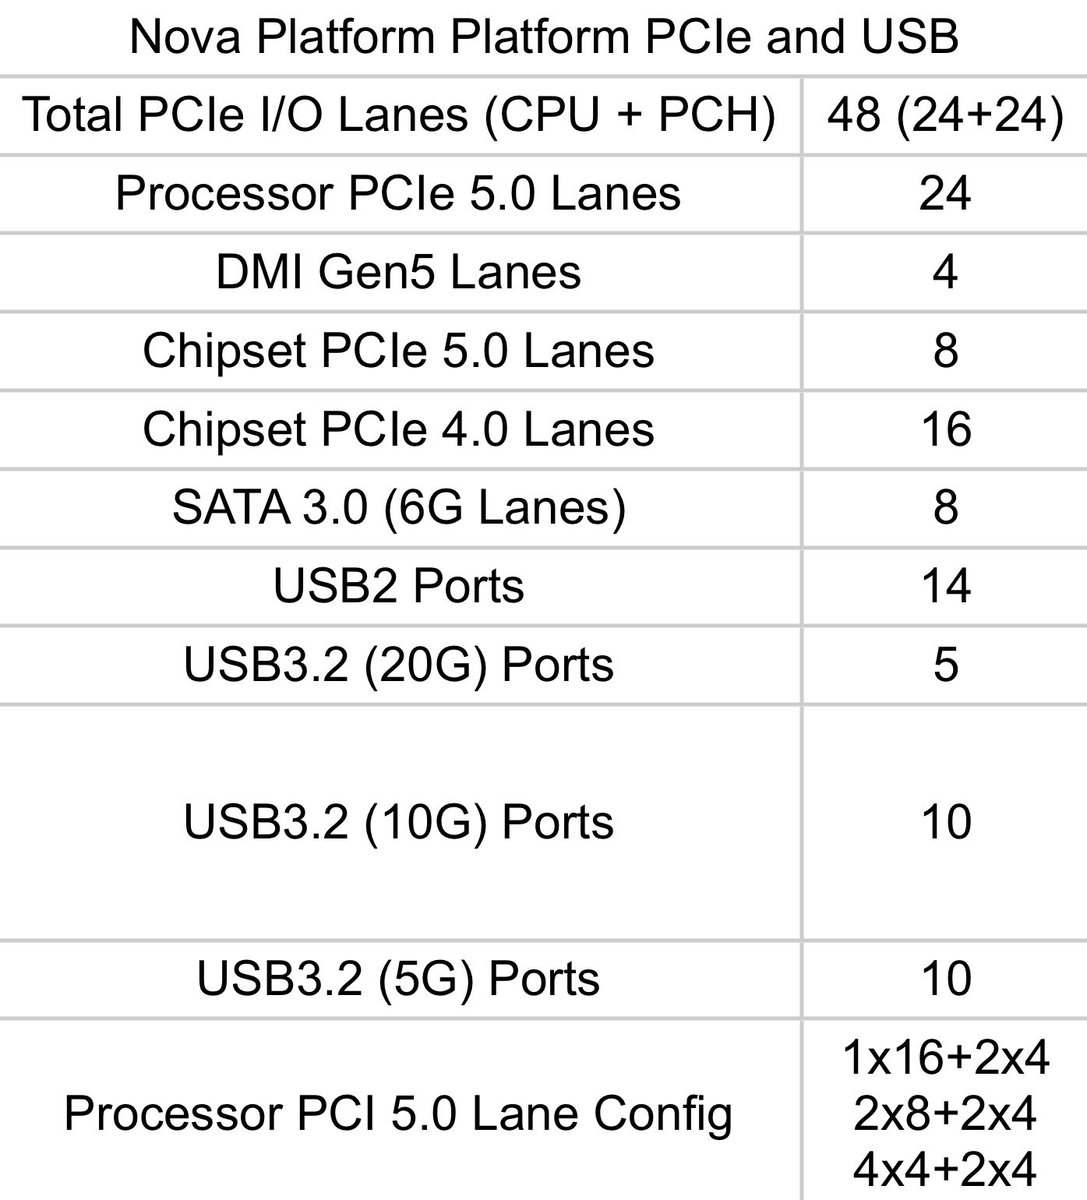 Nova Platform Platform PCIe and USB
Total PCIe I/O Lanes (CPU + PCH) 48 (24+24)
Processor PCIe 5.0 Lanes 24
DMI Gen5 Lanes 4
Chipset PCIe 5.0 Lanes 8
Chipset PCIe 4.0 Lanes 16
SATA 3.0 (6G Lanes) 8
USB2 Ports 14
USB3.2 (20G) Ports 5
USB3.2 (10G) Ports 10
USB3.2 (5G) Ports 10
Processor PCI 5.0 Lane Config
1x16+2x4
2x8+2x4
4x4+2x4